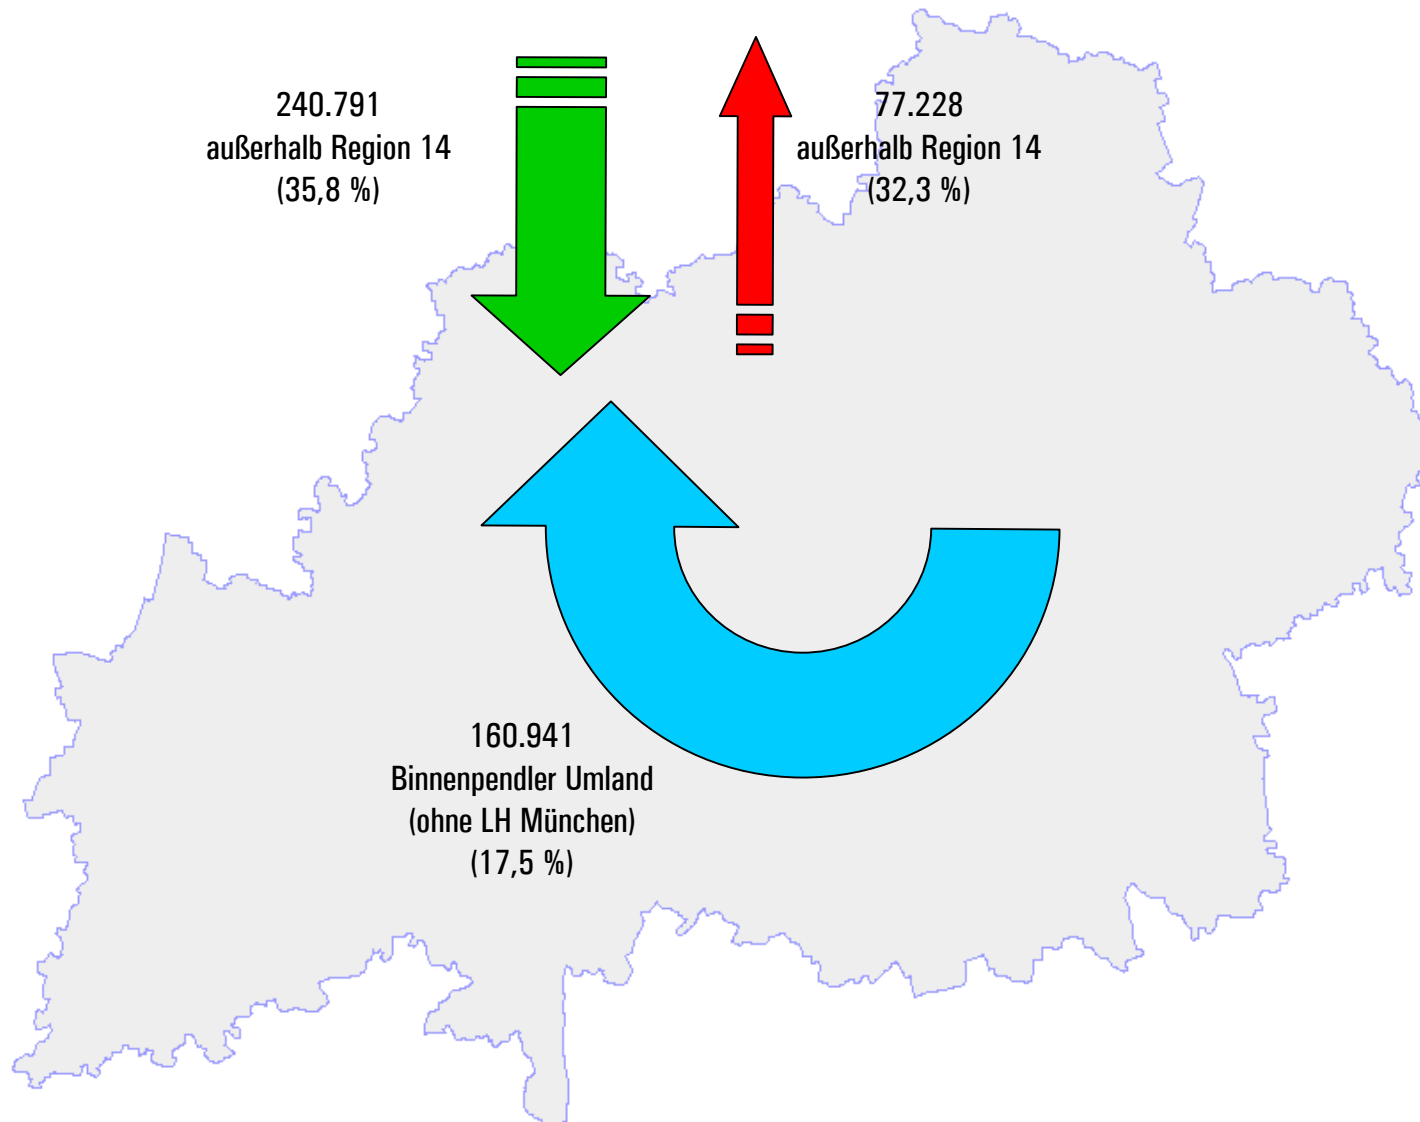 240.791
außerhalb Region 14
(35,8 %)
77.228
außerhalb Region 14
(32,3 %)
160.941
Binnenpendler Umland
(ohne LH München)
(17,5 %)